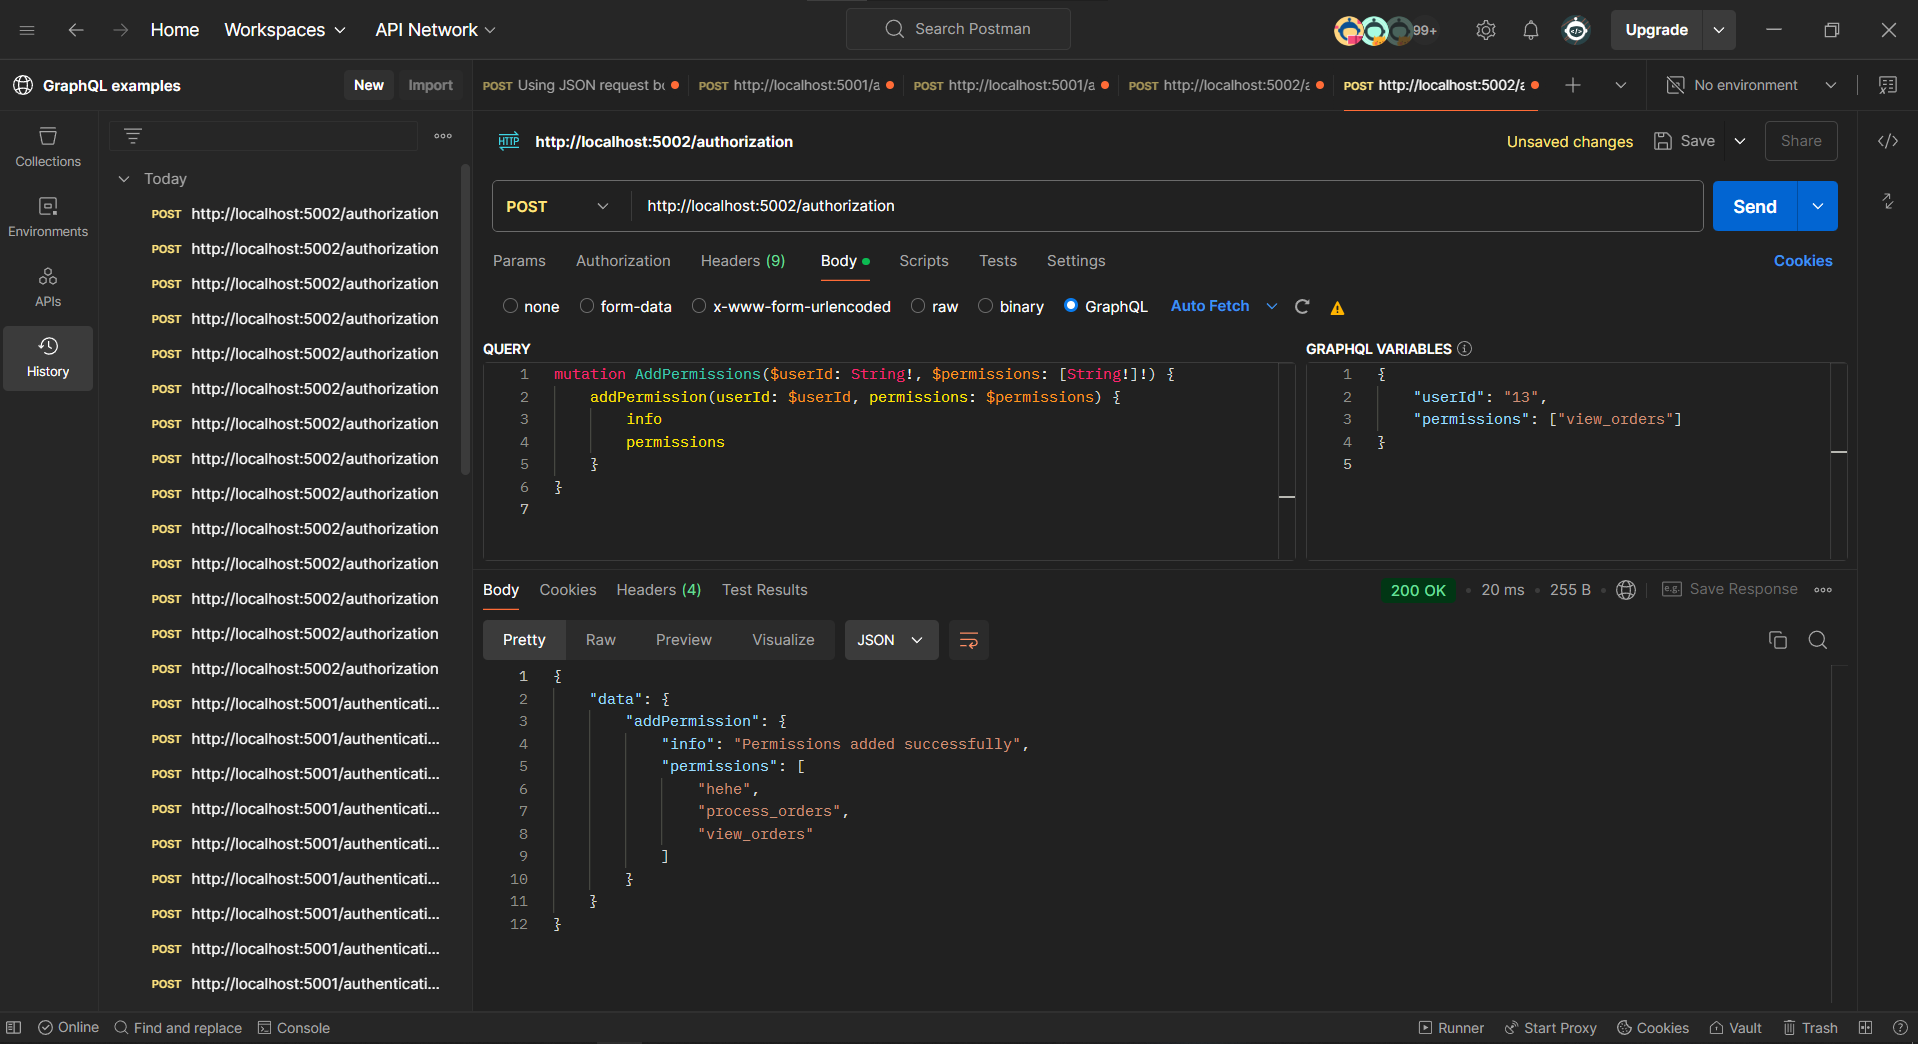 Home Workspaces API Network Search Postman 99+ Upgrade
GraphQL examples New Import
POST Using JSON request bo POST http://localhost:5001/a POST http://localhost:5001/a POST http://localhost:5002/a POST http://localhost:5002/a No environment
Collections
Environments
APIs
History
Today
POST http://localhost:5002/authorization
POST http://localhost:5002/authorization
POST http://localhost:5002/authorization
POST http://localhost:5002/authorization
POST http://localhost:5002/authorization
POST http://localhost:5002/authorization
POST http://localhost:5002/authorization
POST http://localhost:5002/authorization
POST http://localhost:5002/authorization
POST http://localhost:5002/authorization
POST http://localhost:5002/authorization
POST http://localhost:5002/authorization
POST http://localhost:5002/authorization
POST http://localhost:5002/authorization
POST http://localhost:5001/authenticati...
POST http://localhost:5001/authenticati...
POST http://localhost:5001/authenticati...
POST http://localhost:5001/authenticati...
POST http://localhost:5001/authenticati...
POST http://localhost:5001/authenticati...
POST http://localhost:5001/authenticati...
POST http://localhost:5001/authenticati...
POST http://localhost:5001/authenticati...
HTTP http://localhost:5002/authorization Unsaved changes Save Share
POST http://localhost:5002/authorization Send
Params Authorization Headers (9) Body Scripts Tests Settings Cookies
none form-data x-www-form-urlencoded raw binary GraphQL Auto Fetch
QUERY
1 mutation AddPermissions($userId: String!, $permissions: [String!]!) {
2 addPermission(userId: $userId, permissions: $permissions) {
3 info
4 permissions
5 }
6 }
7
GRAPHQL VARIABLES
1 {
2 "userId": "13",
3 "permissions": ["view_orders"]
4 }
5
Body Cookies Headers (4) Test Results 200 OK 20 ms 255 B e.g. Save Response
Pretty Raw Preview Visualize JSON
1 {
2 "data": {
3 "addPermission": {
4 "info": "Permissions added successfully",
5 "permissions": [
6 "hehe",
7 "process_orders",
8 "view_orders"
9 ]
10 }
11 }
12 }
Online Find and replace Console Runner Start Proxy Cookies Vault Trash